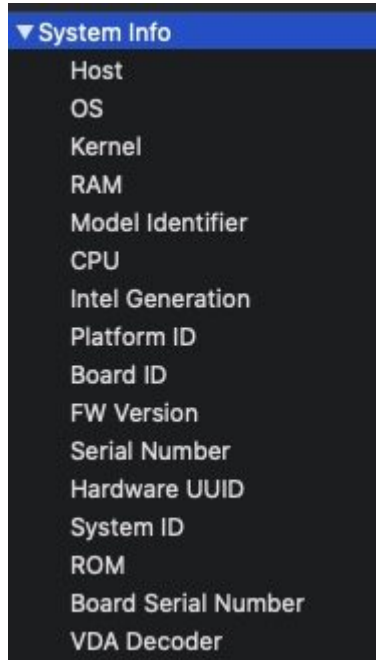 System Info
Host
OS
Kernel
RAM
Model Identifier
CPU
Intel Generation
Platform ID
Board ID
FW Version
Serial Number
Hardware UUID
System ID
ROM
Board Serial Number
VDA Decoder